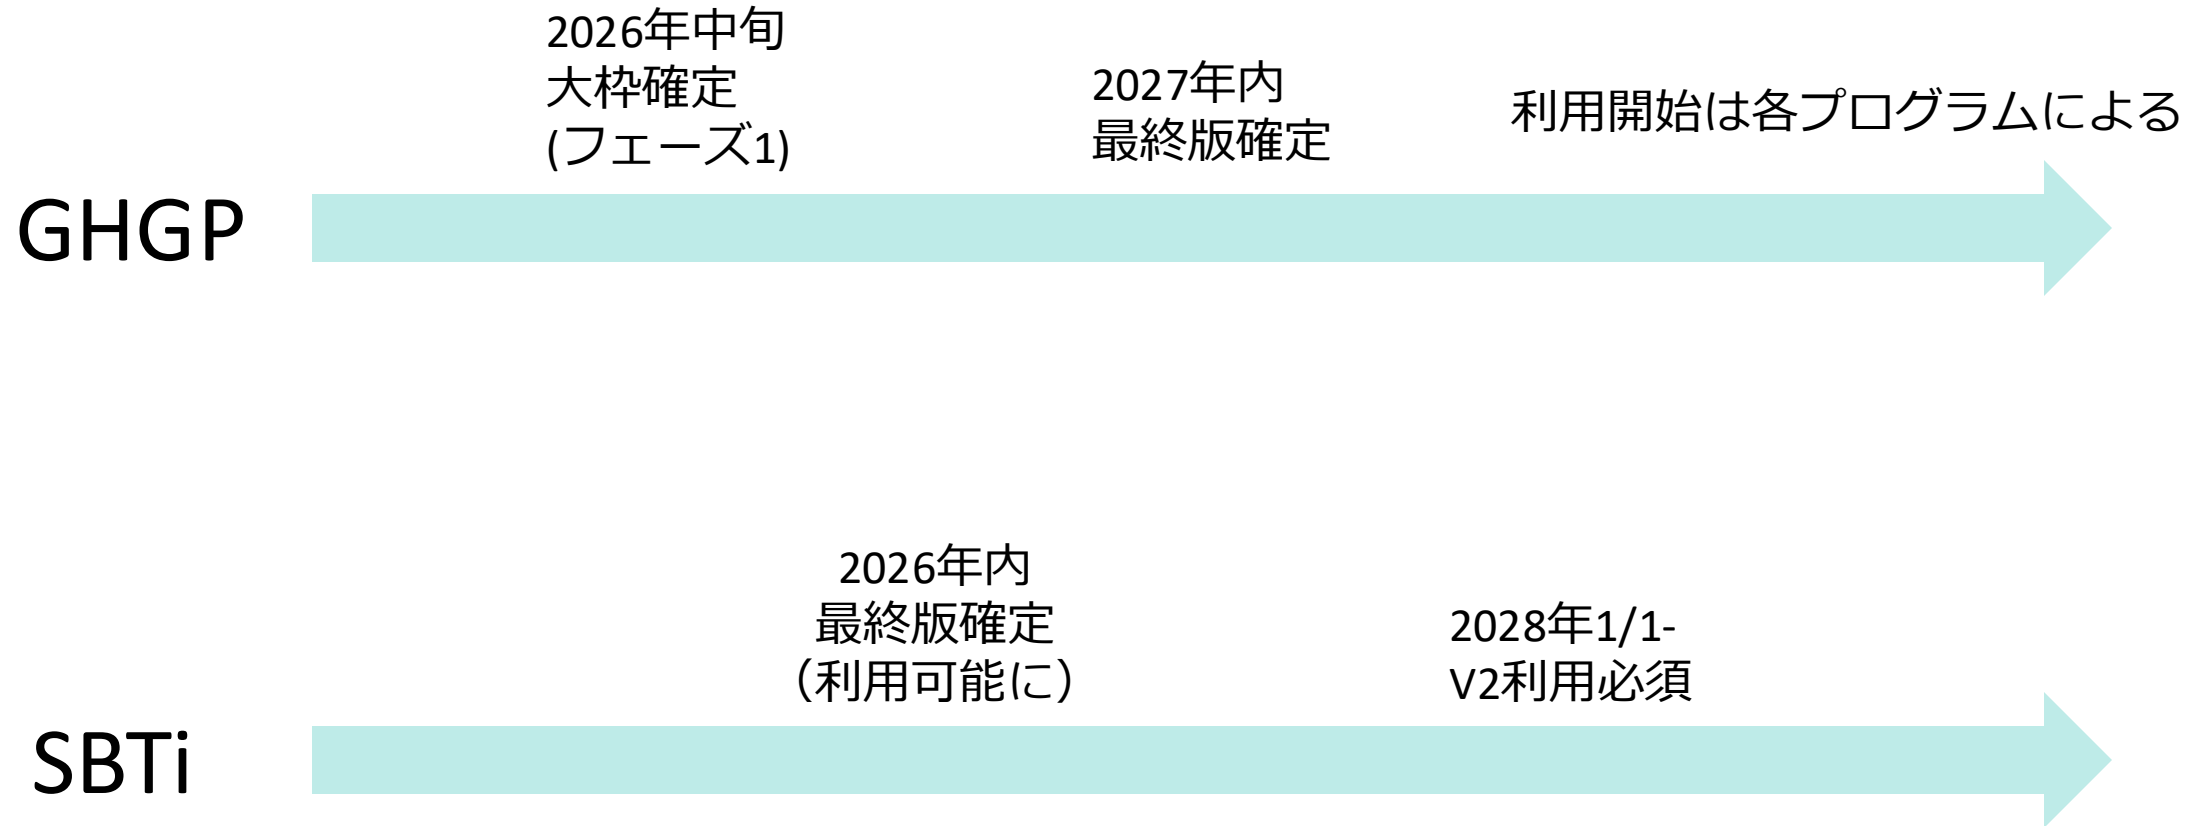 GHGP
2026年中旬
大枠確定
(フェーズ1)
2027年内
最終版確定
利用開始は各プログラムによる
SBTi
2026年内
最終版確定
（利用可能に）
2028年1/1-
V2利用必須